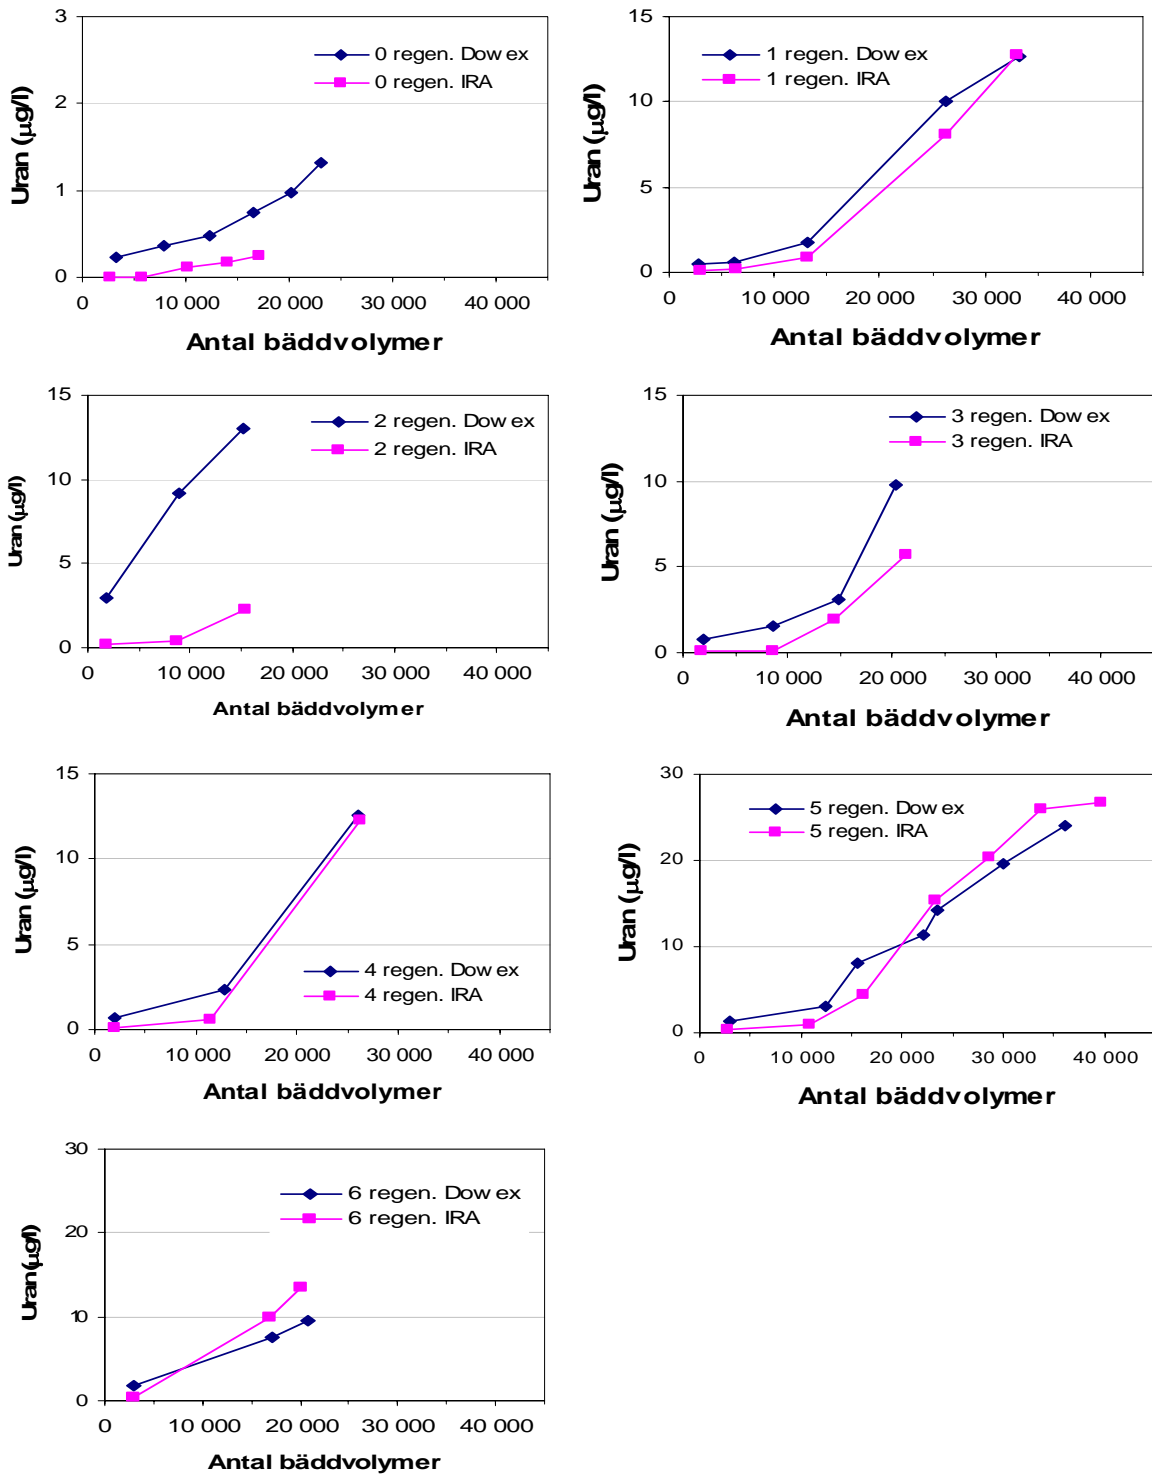 3
2
1
0
Uran (µg/l)
0 regen. Dowex
0 regen. IRA
0 10 000 20 000 30 000 40 000
Antal bäddvolymer
15
10
5
0
Uran (µg/l)
1 regen. Dowex
1 regen. IRA
0 10 000 20 000 30 000 40 000
Antal bäddvolymer
15
10
5
0
Uran (µg/l)
2 regen. Dowex
2 regen. IRA
0 10 000 20 000 30 000 40 000
Antal bäddvolymer
15
10
5
0
Uran (µg/l)
3 regen. Dowex
3 regen. IRA
0 10 000 20 000 30 000 40 000
Antal bäddvolymer
15
10
5
0
Uran (µg/l)
4 regen. Dowex
4 regen. IRA
0 10 000 20 000 30 000 40 000
Antal bäddvolymer
30
20
10
0
Uran (µg/l)
5 regen. Dowex
5 regen. IRA
0 10 000 20 000 30 000 40 000
Antal bäddvolymer
30
20
10
0
Uran(µg/l)
6 regen. Dowex
6 regen. IRA
0 10 000 20 000 30 000 40 000
Antal bäddvolymer